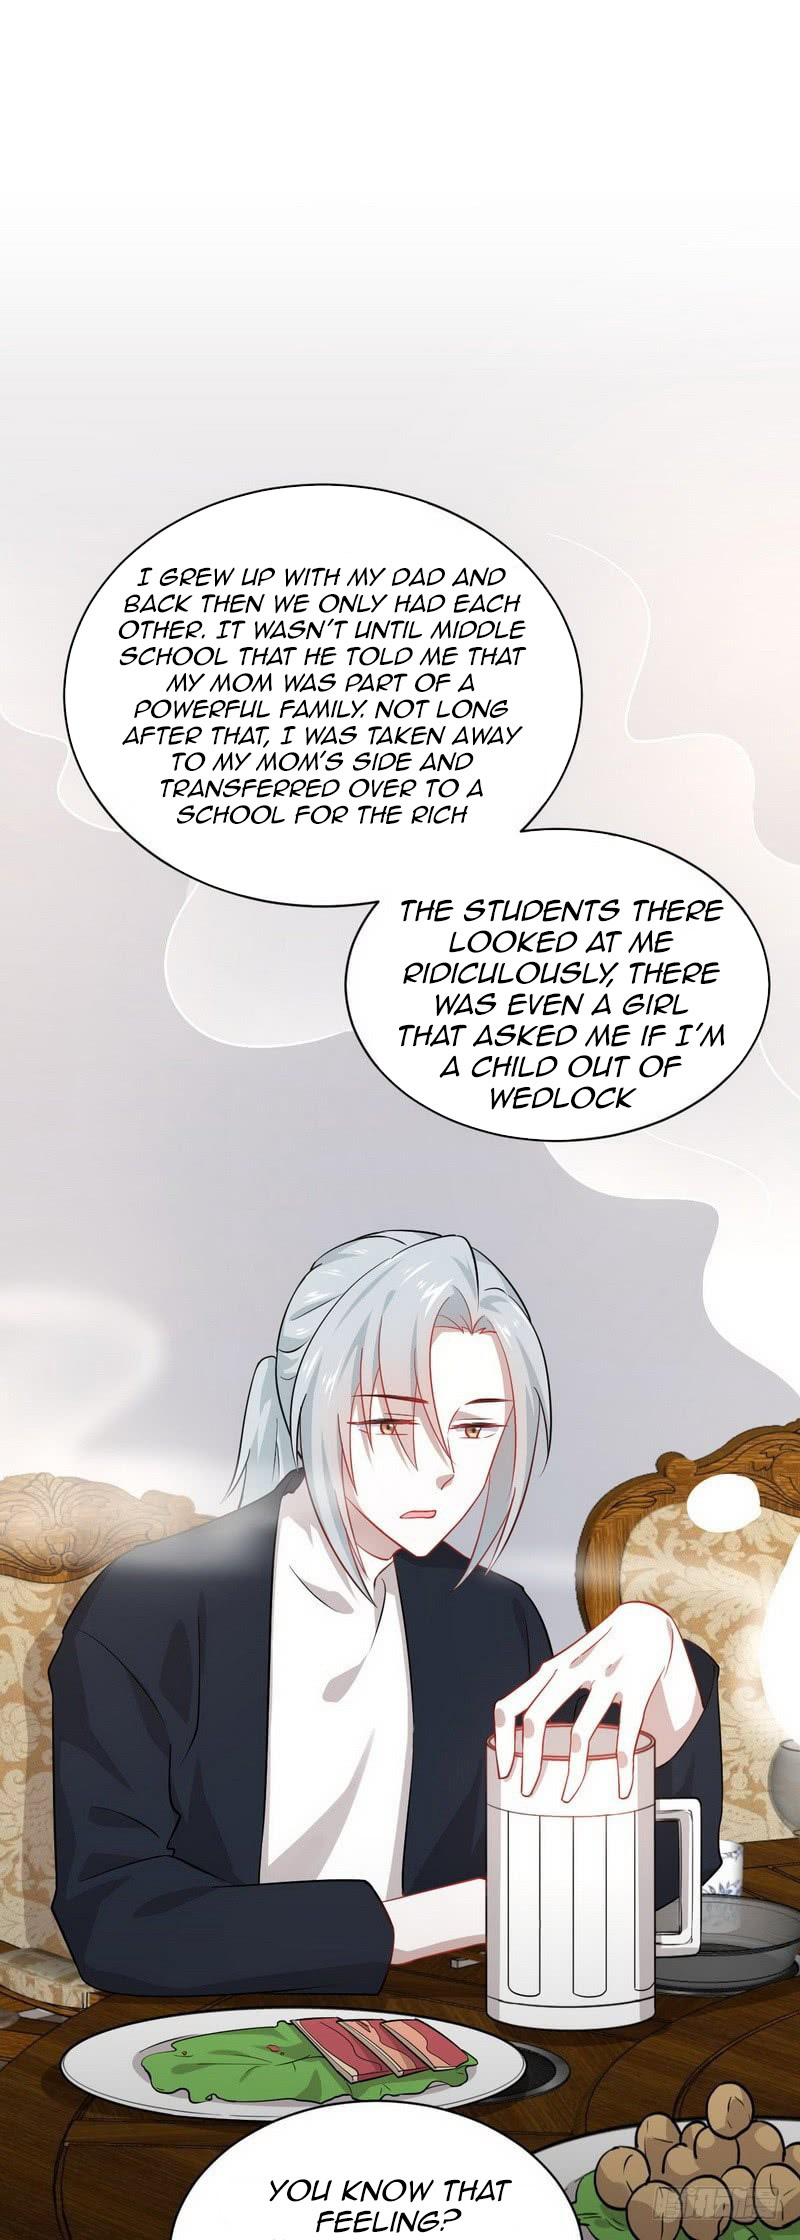 I GREW UP WITH MY DAD AND
BACK THEN WE ONLY HAD EACH
OTHER. IT WASN'T UNTIL MIDDLE
SCHOOL THAT HE TOLD ME THAT
MY MOM WAS PART OF A
POWERFUL FAMILY. NOT LONG
AFTER THAT, I WAS TAKEN AWAY
TO MY MOM'S SIDE AND
TRANSFERRED OVER TO A
SCHOOL FOR THE RICH
THE STUDENTS THERE
LOOKED AT ME
RIDICULOUSLY, THERE
WAS EVEN A GIRL
THAT ASKED ME IF I'M
A CHILD OUT OF
WEDLOCK
YOU KNOW THAT
FEELING?